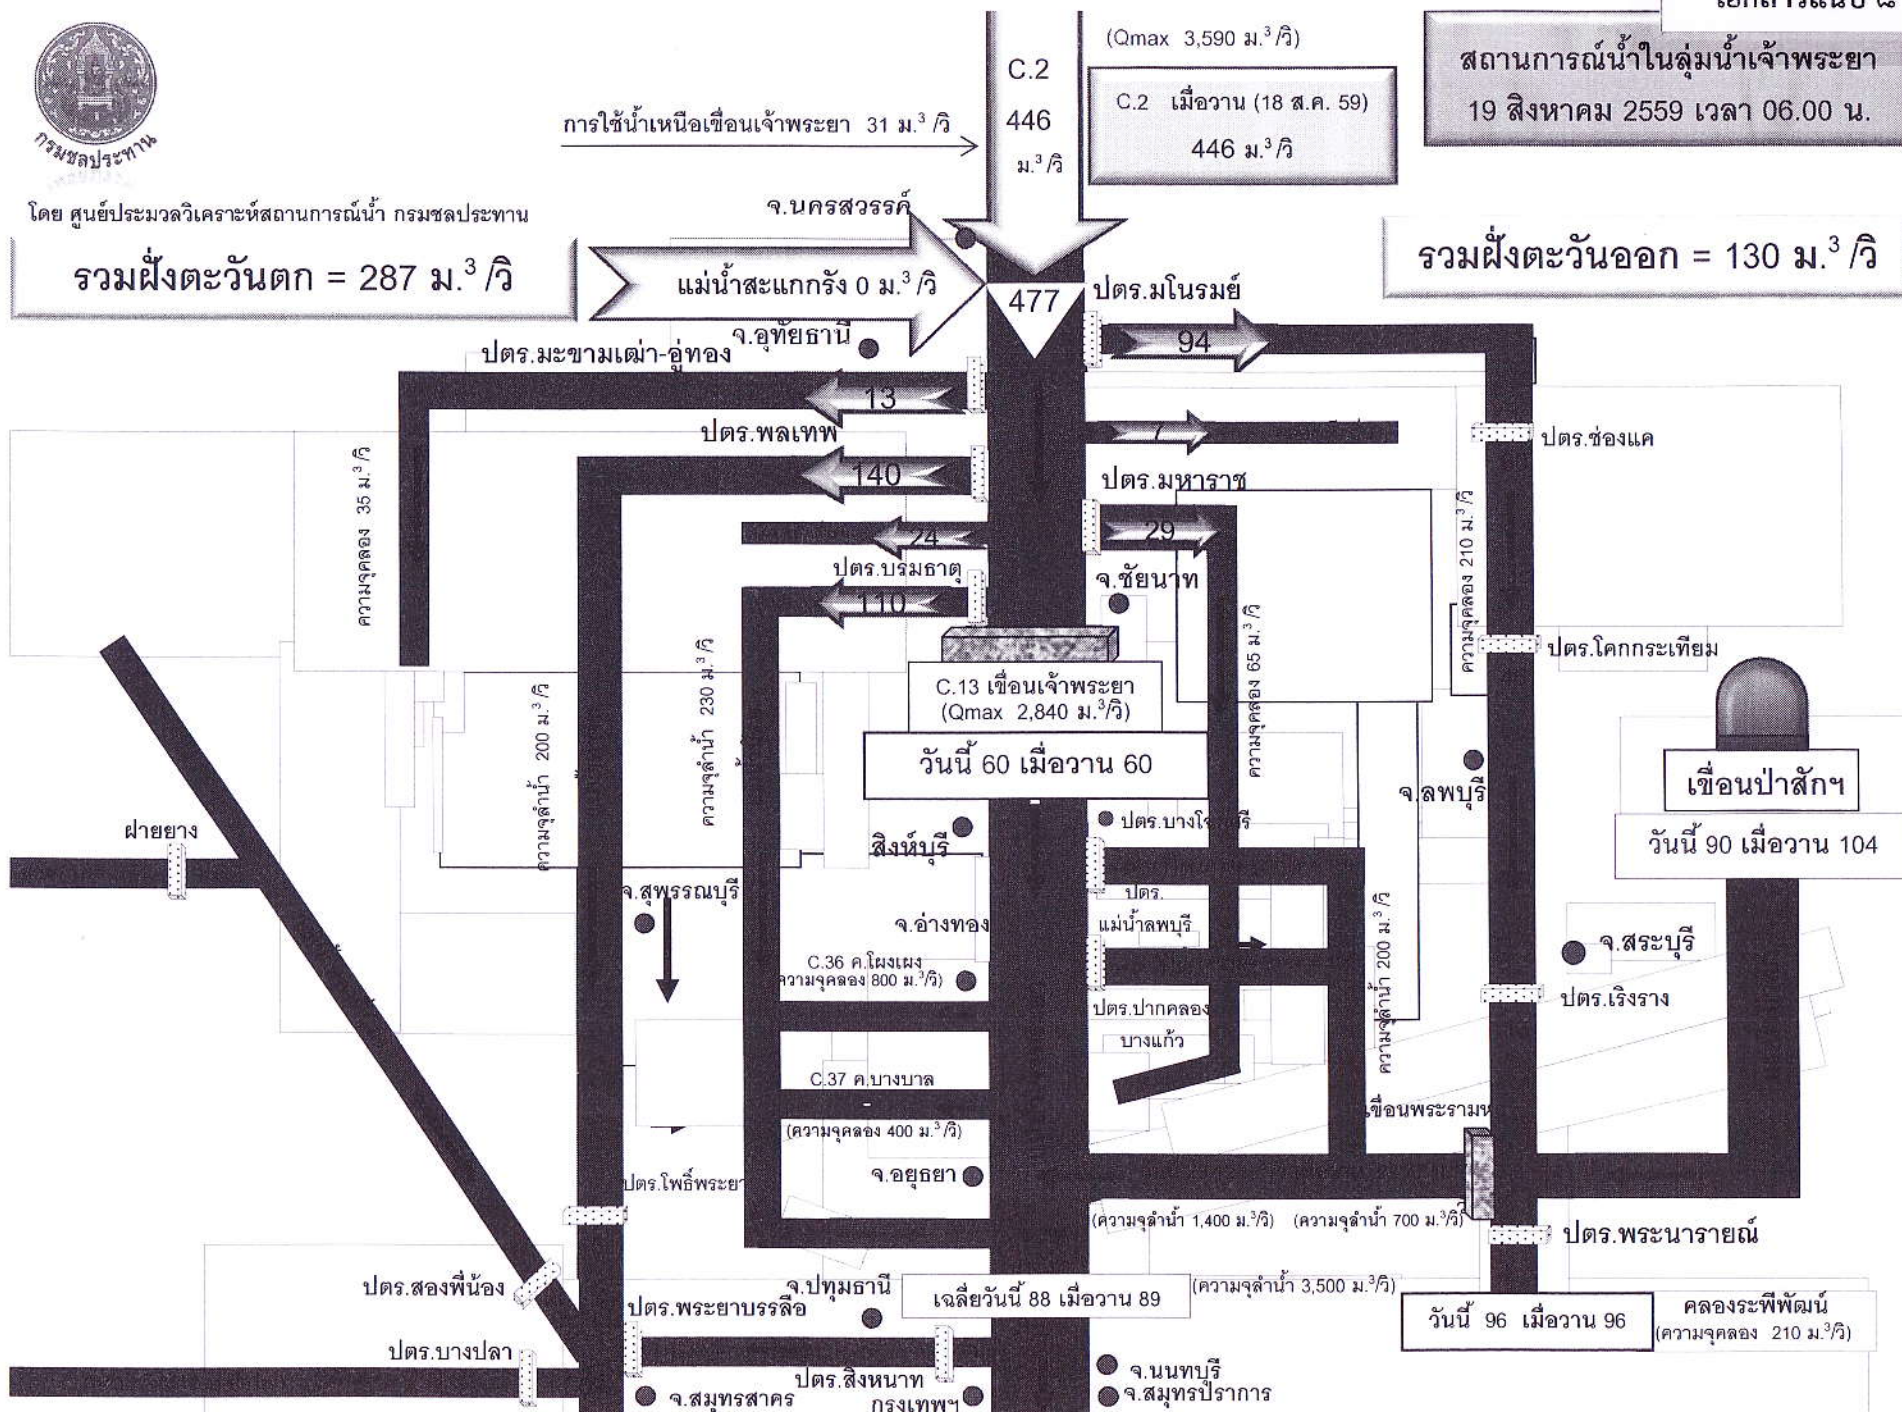 สถานการณ์น้ำในลุ่มน้ำเจ้าพระยา
19 สิงหาคม 2559 เวลา 06.00 น.
กรมชลประทาน
โดย ศูนย์ประมวลวิเคราะห์สถานการณ์น้ำ กรมชลประทาน
(Qmax 3,590 ม.³/วิ)
C.2
446
ม.³/วิ
C.2 เมื่อวาน (18 ส.ค. 59)
446 ม.³/วิ
การใช้น้ำเหนือเขื่อนเจ้าพระยา 31 ม.³/วิ
จ.นครสวรรค์
รวมฝั่งตะวันตก = 287 ม.³/วิ
แม่น้ำสะแกกรัง 0 ม.³/วิ
477
รวมฝั่งตะวันออก = 130 ม.³/วิ
ปตร.มโนรมย์
94
จ.อุทัยธานี
ปตร.มะขามเฒ่า-อู่ทอง
13
7
ปตร.ช่องแค
ปตร.พลเทพ
140
ปตร.มหาราช
29
24
ปตร.บรมธาตุ
110
จ.ชัยนาท
ความจุคลอง 35 ม.³/วิ
ความจุคลอง 210 ม.³/วิ
ความจุคลอง 65 ม.³/วิ
ความจุลำน้ำ 200 ม.³/วิ
ความจุลำน้ำ 230 ม.³/วิ
ปตร.โคกกระเทียม
C.13 เขื่อนเจ้าพระยา
(Qmax 2,840 ม.³/วิ)
วันนี้ 60 เมื่อวาน 60
จ.ลพบุรี
เขื่อนป่าสักฯ
วันนี้ 90 เมื่อวาน 104
ฝายยาง
สิงห์บุรี
จ.สุพรรณบุรี
ปตร.
แม่น้ำลพบุรี
จ.อ่างทอง
C.36 ค.โผงเผง
ความจุคลอง 800 ม.³/วิ)
ความจุลำน้ำ 200 ม.³/วิ
จ.สระบุรี
ปตร.เริงราง
ปตร.ปากคลอง
บางแก้ว
C.37 ค.บางบาล
(ความจุคลอง 400 ม.³/วิ)
เขื่อนพระรามห
จ.อยุธยา
ปตร.โพธิ์พระยา
(ความจุลำน้ำ 1,400 ม.³/วิ)
(ความจุลำน้ำ 700 ม.³/วิ)
ปตร.พระนารายณ์
ปตร.สองพี่น้อง
จ.ปทุมธานี
เฉลี่ยวันนี้ 88 เมื่อวาน 89
(ความจุลำน้ำ 3,500 ม.³/วิ)
ปตร.พระยาบรรลือ
วันนี้ 96 เมื่อวาน 96
คลองระพีพัฒน์
(ความจุคลอง 210 ม.³/วิ)
ปตร.บางปลา
ปตร.สิงหนาท
จ.นนทบุรี
จ.สมุทรสาคร
กรุงเทพฯ
จ.สมุทรปราการ